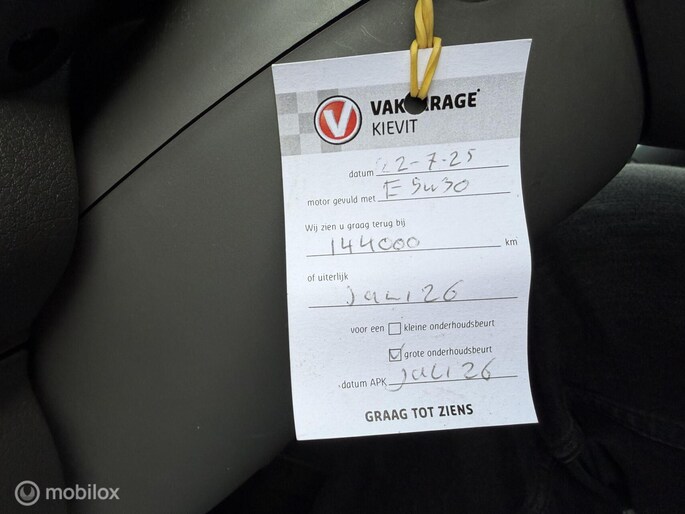 VAKGARAGE
KIEVIT
datum 22-7-25
motor gevuld met E 5w30
Wij zien u graag terug bij
144000 km
of uiterlijk
Juli 26
voor een kleine onderhoudsbeurt
grote onderhoudsbeurt
datum APK Juli 26
GRAAG TOT ZIENS
mobilox